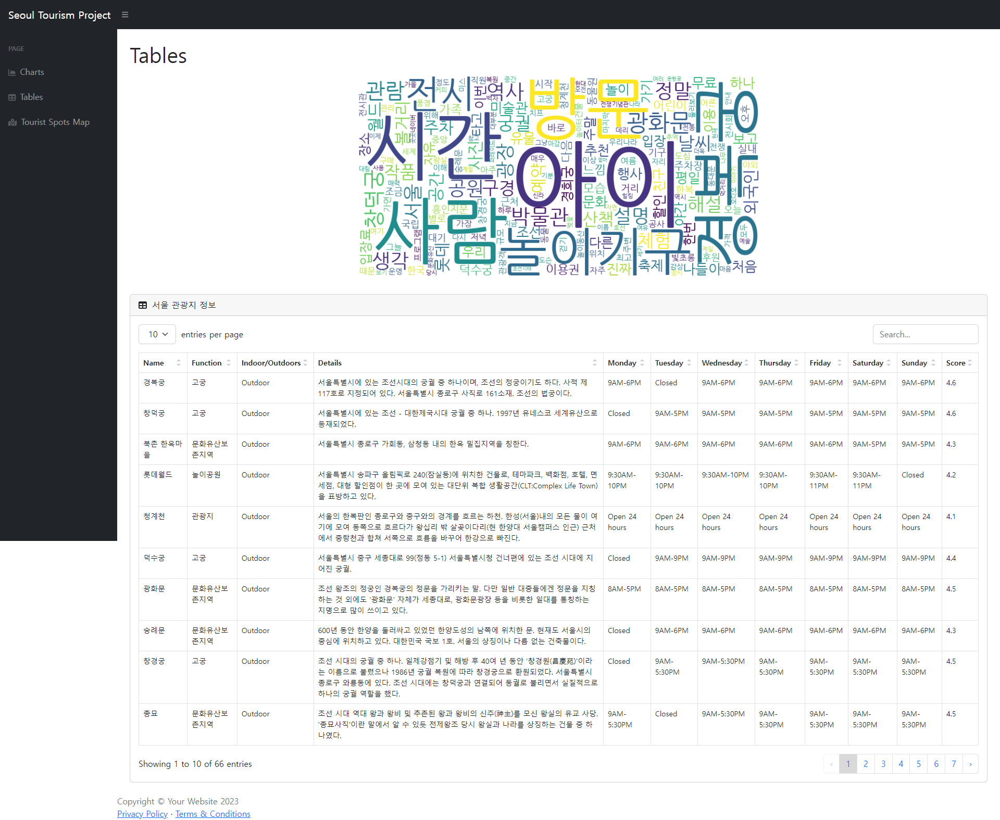 Seoul Tourism Project
PAGE
Charts
Tables
Tourist Spots Map
Tables
관람 전시 역사 방문 놀이 정말 무료 하나
시간 아이 사람 놀이기구 대중 카페
미술관 궁궐 광화문 가족 볼거리 주차 월드
유물 입장 날씨 보고 실내 추천 다음 사진 광장
작품 창덕궁 서울 공간 공원 구경 예약 느낌 행사 친구 평일 주차장 외국인
박물관 문화 산책 설명 할인 야간 해설
입장료 생각 롯데 우리 덕수궁 조선 다른 체험 한번 이용권 진짜 축제 나들이 처음
서울 관광지 정보
10 entries per page
Search...
Name Function Indoor/Outdoors Details Monday Tuesday Wednesday Thursday Friday Saturday Sunday Score
경복궁 고궁 Outdoor 서울특별시에 있는 조선시대의 궁궐 중 하나이며, 조선의 정궁이기도 하다. 사적 제 9AM-6PM Closed 9AM-6PM 9AM-6PM 9AM-6PM 9AM-6PM 9AM-6PM 4.6
117호로 지정되어 있다. 서울특별시 종로구 사직로 161소재. 조선의 법궁이다.
창덕궁 고궁 Outdoor 서울특별시에 있는 조선 - 대한제국시대 궁궐 중 하나. 1997년 유네스코 세계유산으로 Closed 9AM-5PM 9AM-5PM 9AM-5PM 9AM-5PM 9AM-5PM 9AM-5PM 4.6
등재되었다.
북촌 한옥마 문화유산보 Outdoor 서울특별시 종로구 가회동, 삼청동 내의 한옥 밀집지역을 칭한다. 9AM-6PM 9AM-6PM 9AM-6PM 9AM-6PM 9AM-6PM 9AM-5PM 9AM-5PM 4.3
을 존지역
롯데월드 놀이공원 Outdoor 서울특별시 송파구 올림픽로 240(잠실동)에 위치한 건물로, 테마파크, 백화점, 호텔, 면 9:30AM- 9:30AM- 9:30AM-10PM 9:30AM- 9:30AM- 9:30AM- Closed 4.2
세점, 대형 할인점이 한 곳에 모여 있는 대단위 복합 생활공간(CLT:Complex Life Town) 10PM 10PM 10PM 11PM 11PM
을 표방하고 있다.
청계천 관광지 Outdoor 서울의 한복판인 종로구와 중구와의 경계를 흐르는 하천. 한성(서울)내의 모든 물이 여 Open 24 Open 24 Open 24 Open 24 Open 24 Open 24 Open 24 4.1
기에 모여 동쪽으로 흐르다가 왕십리 밖 살곶이다리(현 한양대 서울캠퍼스 인근) 근처 hours hours hours hours hours hours hours
에서 중랑천과 합쳐 서쪽으로 흐름을 바꾸어 한강으로 빠진다.
덕수궁 고궁 Outdoor 서울특별시 중구 세종대로 99(정동 5-1) 서울특별시청 건너편에 있는 조선 시대에 지 Closed 9AM-9PM 9AM-9PM 9AM-9PM 9AM-9PM 9AM-9PM 9AM-9PM 4.4
어진 궁궐.
광화문 문화유산보 Outdoor 조선 왕조의 정궁인 경복궁의 정문을 가리키는 말. 다만 일반 대중들에겐 정문을 지칭 8AM-5PM 8AM-5PM 8AM-5PM 8AM-5PM 8AM-5PM 8AM-5PM 8AM-5PM 4.5
존지역 하는 것 외에도 '광화문' 자체가 세종대로, 광화문광장 등을 비롯한 일대를 통칭하는
지명으로 많이 쓰이고 있다.
숭례문 문화유산보 Outdoor 600년 동안 한양을 둘러싸고 있었던 한양도성의 남쪽에 위치한 문. 현재도 서울시의 Closed 9AM-6PM 9AM-6PM 9AM-6PM 9AM-6PM 9AM-6PM 9AM-6PM 4.3
존지역 중심에 위치하고 있다. 대한민국 국보 1호. 서울의 상징이나 다름 없는 건축물이다.
창경궁 고궁 Outdoor 조선 시대의 궁궐 중 하나. 일제강점기 및 해방 후 40여 년 동안 '창경원(昌慶苑)'이라 Closed 9AM- 9AM-5:30PM 9AM- 9AM- 9AM- 9AM- 4.5
는 이름으로 불렸으나 1986년 궁궐 복원에 따라 창경궁으로 환원되었다. 서울특별시 5:30PM 5:30PM 5:30PM 5:30PM 5:30PM
종로구 와룡동에 있다. 조선 시대에는 창덕궁과 연결되어 동궐로 불리면서 실질적으로
하나의 궁궐 역할을 했다.
종묘 문화유산보 Outdoor 조선 시대 역대 왕과 왕비 및 추존된 왕과 왕비의 신주(神主)를 모신 왕실의 유교 사당. 9AM- Closed 9AM-5:30PM 9AM- 9AM- 9AM- 9AM- 4.5
존지역 '종묘사직'이란 말에서 알 수 있듯 전제왕조 당시 왕실과 나라를 상징하는 건물 중 하 5:30PM 5:30PM 5:30PM 5:30PM 5:30PM
나였다.
Showing 1 to 10 of 66 entries
‹ 1 2 3 4 5 6 7 ›
Copyright © Your Website 2023
Privacy Policy · Terms & Conditions